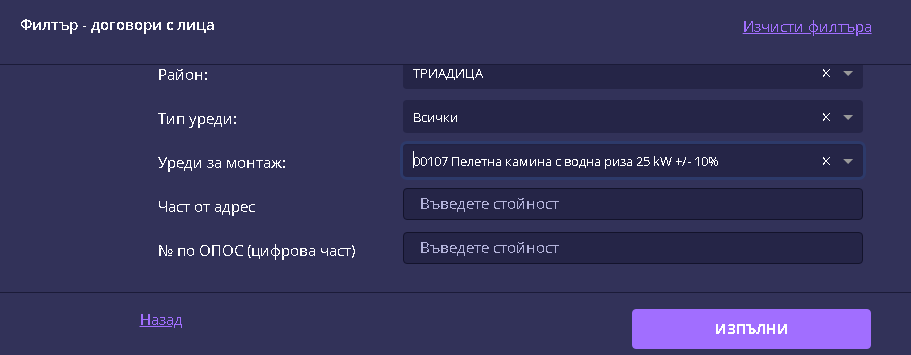 Филтър - договори с лица
Изчисти филтъра
Район: ТРИАДИЦА
Тип уреди: Всички
Уреди за монтаж: 00107 Пелетна камина с водна риза 25 kW +/- 10%
Част от адрес Въведете стойност
№ по ОПОС (цифрова част) Въведете стойност
Назад
ИЗПЪЛНИ